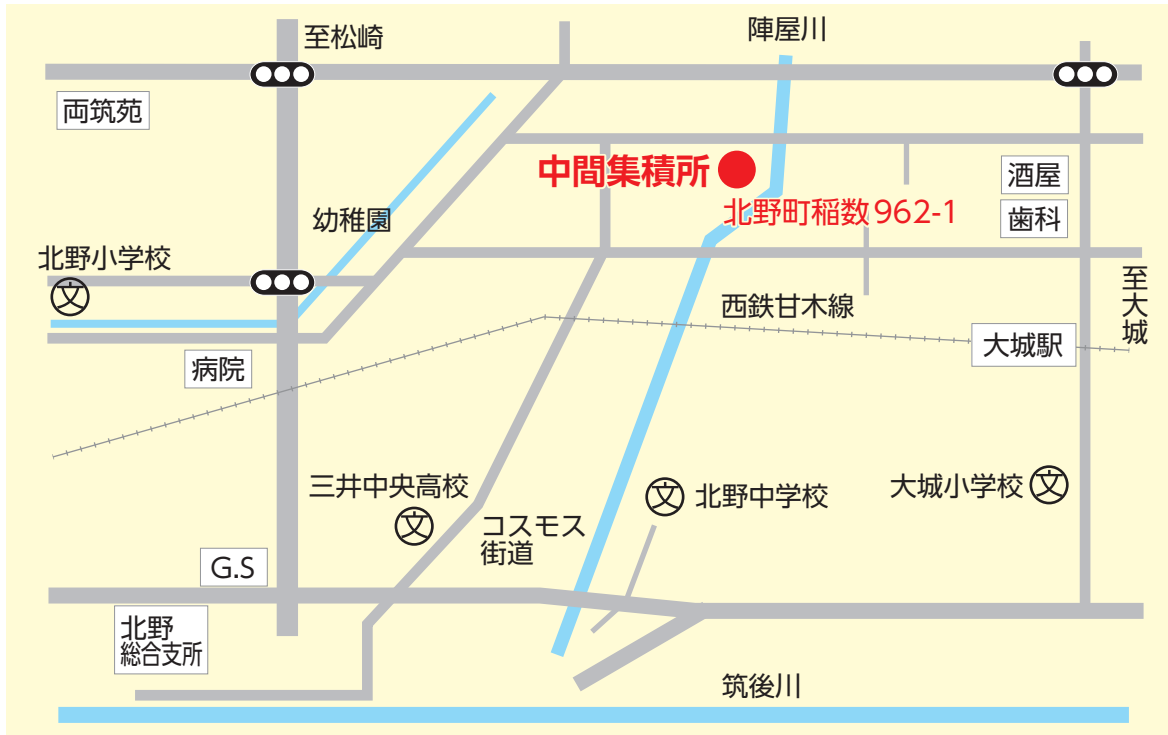 至松崎
陣屋川
両筑苑
中間集積所
酒屋
北野町稲数962-1
歯科
幼稚園
北野小学校
文
至大城
西鉄甘木線
大城駅
病院
三井中央高校
文
コスモス
街道
文
北野中学校
大城小学校
文
G.S
北野
総合支所
筑後川